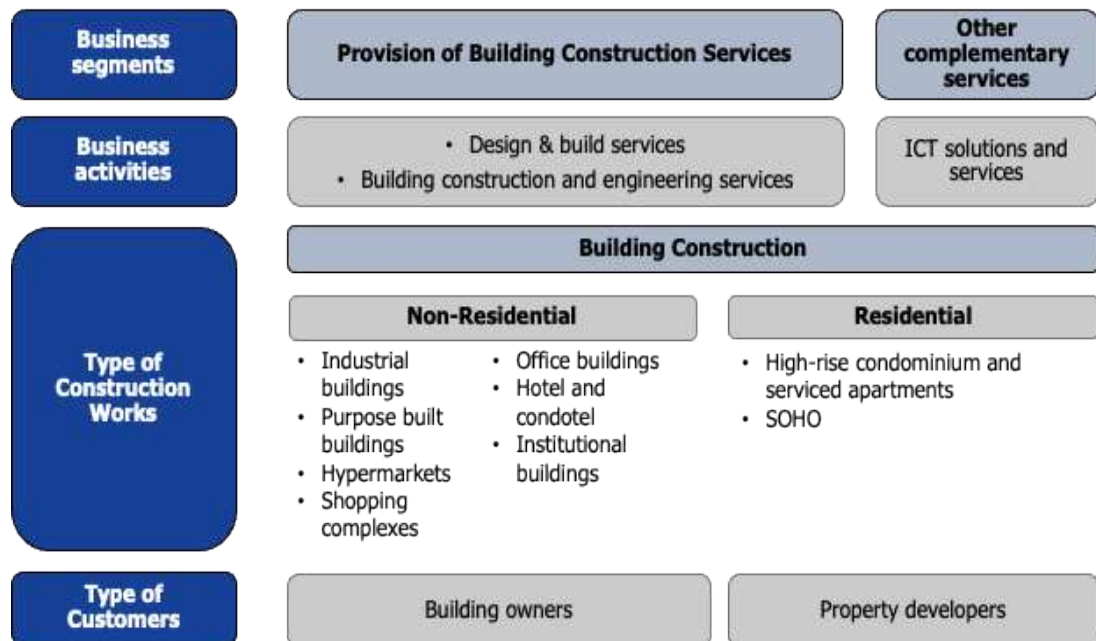 Business
segments
Provision of Building Construction Services
Other
complementary
services
Business
activities
• Design & build services
• Building construction and engineering services
ICT solutions and
services
Type of
Construction
Works
Building Construction
Non-Residential
• Industrial
buildings
• Purpose built
buildings
• Hypermarkets
• Shopping
complexes
• Office buildings
• Hotel and
condotel
• Institutional
buildings
Residential
• High-rise condominium and
serviced apartments
• SOHO
Type of
Customers
Building owners
Property developers